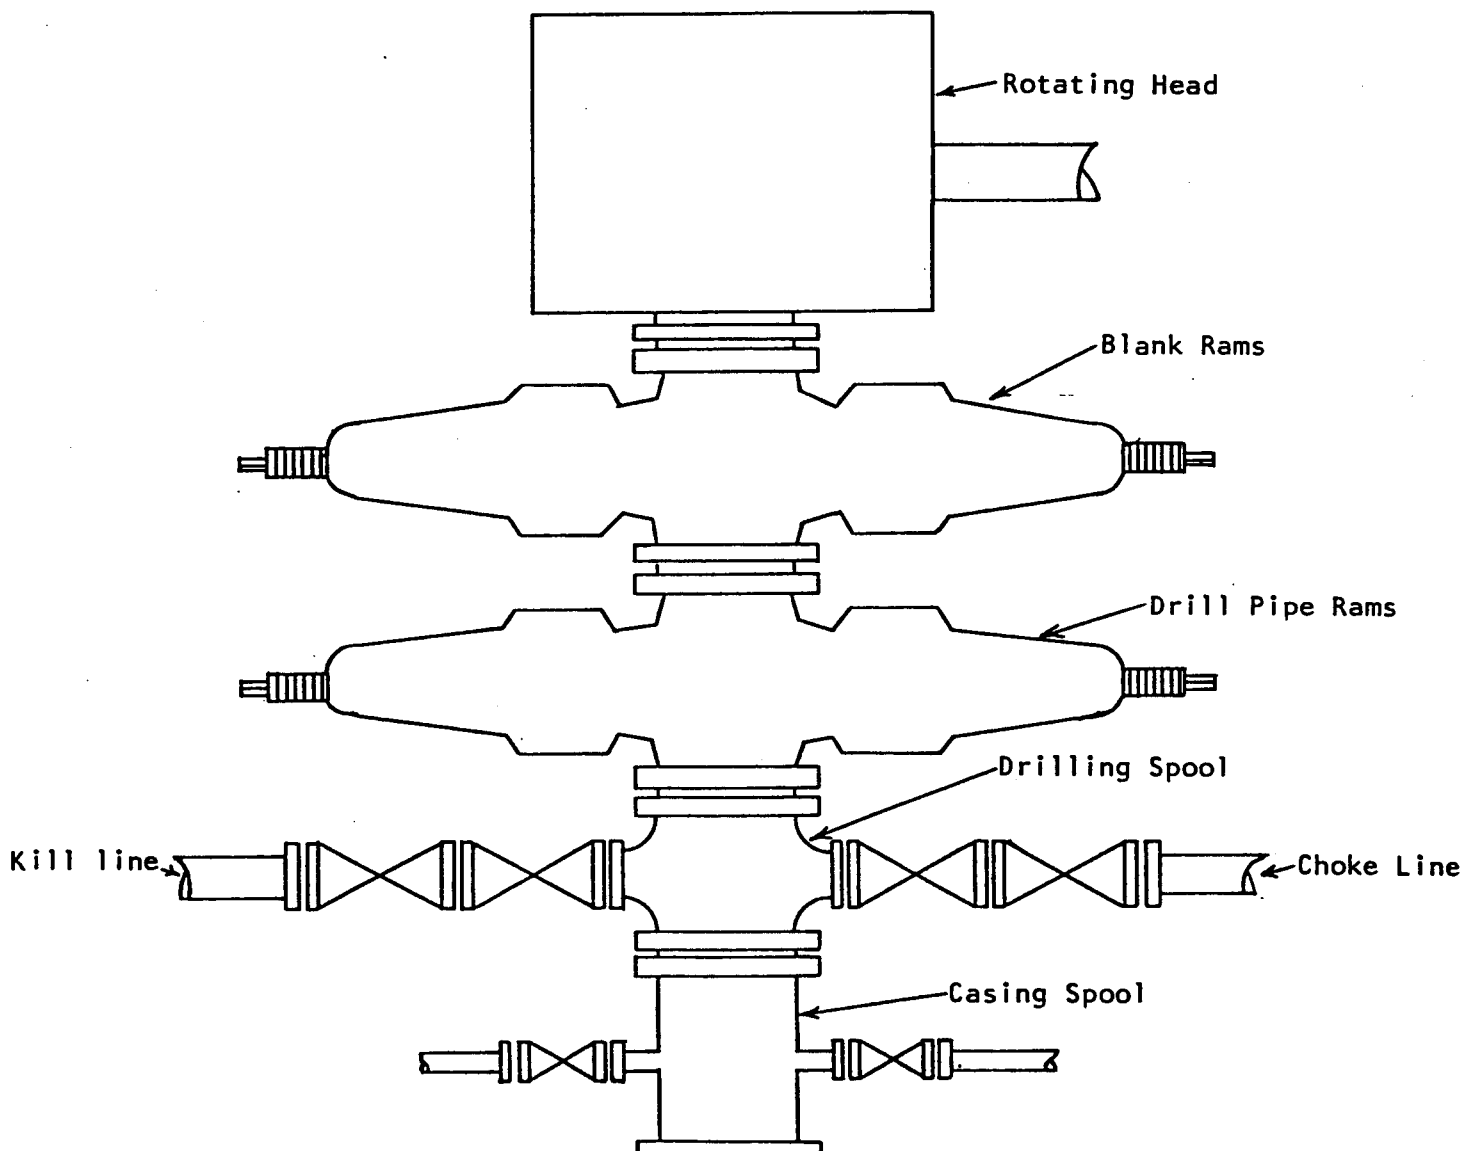 Rotating Head
Blank Rams
Drill Pipe Rams
Drilling Spool
Kill line
Choke Line
Casing Spool